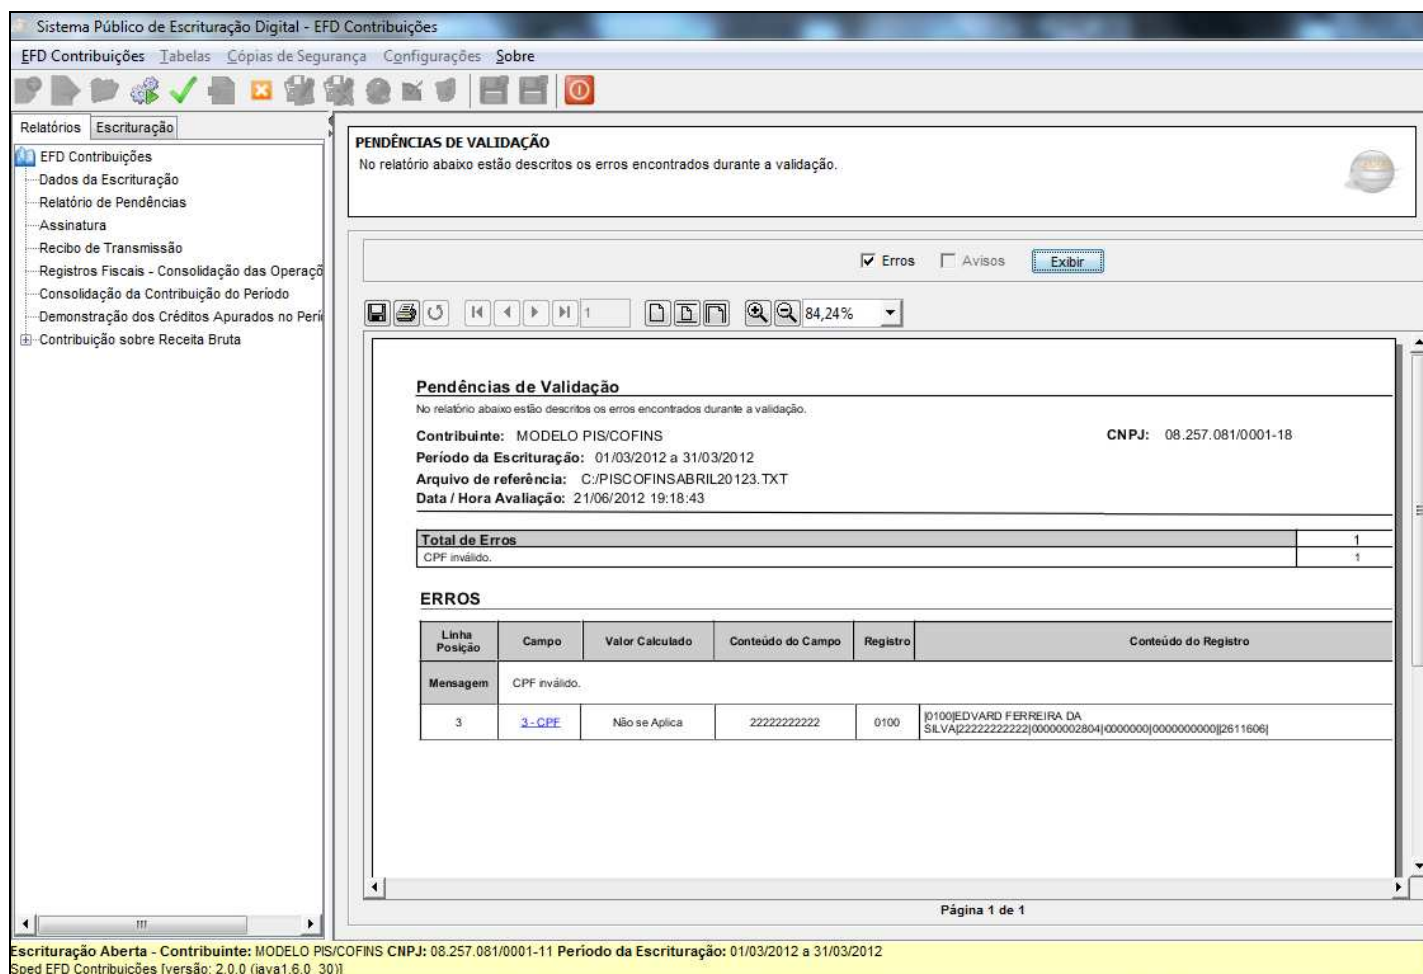 Sistema Público de Escrituração Digital - EFD Contribuições
EFD Contribuições Tabelas Cópias de Segurança Configurações Sobre
Relatórios Escrituração
EFD Contribuições
Dados da Escrituração
Relatório de Pendências
Assinatura
Recibo de Transmissão
Registros Fiscais - Consolidação das Operaçõ
Consolidação da Contribuição do Período
Demonstração dos Créditos Apurados no Perí
Contribuição sobre Receita Bruta
PENDÊNCIAS DE VALIDAÇÃO
No relatório abaixo estão descritos os erros encontrados durante a validação.
Erros Avisos Exibir
1 84,24%
Pendências de Validação
No relatório abaixo estão descritos os erros encontrados durante a validação.
Contribuinte: MODELO PIS/COFINS CNPJ: 08.257.081/0001-18
Período da Escrituração: 01/03/2012 a 31/03/2012
Arquivo de referência: C:/PISCOFINSABRIL20123.TXT
Data / Hora Avaliação: 21/06/2012 19:18:43
Total de Erros 1
CPF inválido. 1
ERROS
Linha Posição Campo Valor Calculado Conteúdo do Campo Registro Conteúdo do Registro
Mensagem CPF inválido.
3 3 - CPF Não se Aplica 22222222222 0100 |0100|EDVARD FERREIRA DA
SILVA|22222222222|00000002804|0000000|0000000000||2611606|
Página 1 de 1
Escrituração Aberta - Contribuinte: MODELO PIS/COFINS CNPJ: 08.257.081/0001-11 Período da Escrituração: 01/03/2012 a 31/03/2012
Sped EFD Contribuições [versão: 2.0.0 (java1.6.0_30)]